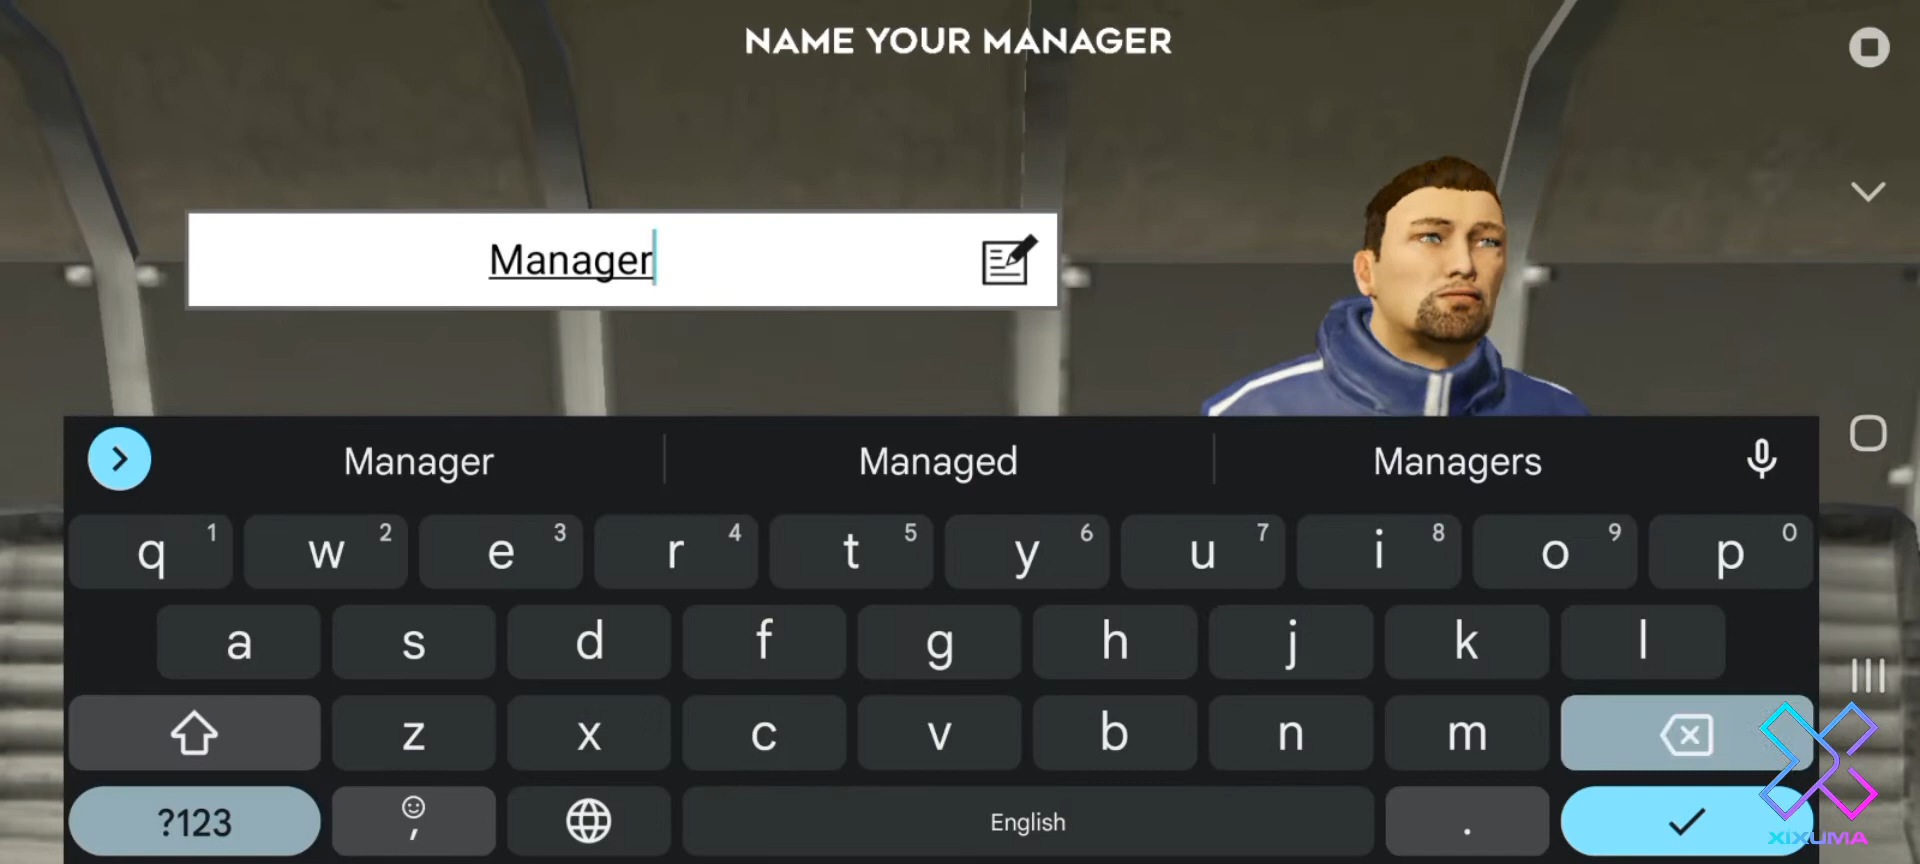 NAME YOUR MANAGER
Manager
Manager Managed Managers
q 1 w 2 e 3 r 4 t 5 y 6 u 7 i 8 o 9 p 0
a s d f g h j k l
z x c v b n m
?123 , English .
XIXUMA